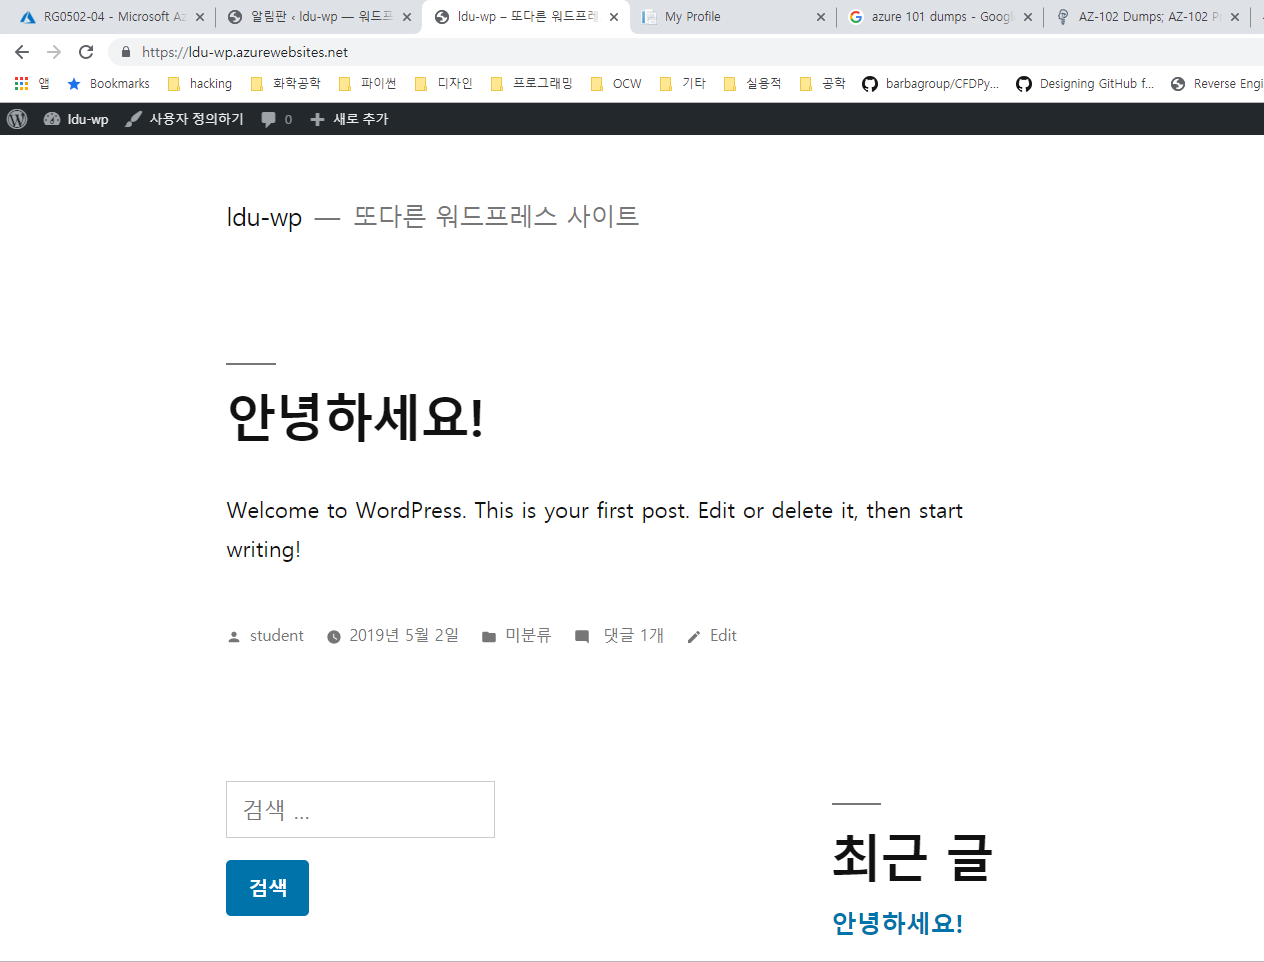 RG0502-04 - Microsoft Az
알림판 ‹ ldu-wp — 워드프
ldu-wp – 또다른 워드프레
My Profile
azure 101 dumps - Googl
AZ-102 Dumps; AZ-102 P
https://ldu-wp.azurewebsites.net
앱
Bookmarks
hacking
화학공학
파이썬
디자인
프로그래밍
OCW
기타
실용적
공학
barbagroup/CFDPy...
Designing GitHub f...
Reverse Engi
ldu-wp
사용자 정의하기
0
새로 추가
ldu-wp — 또다른 워드프레스 사이트
안녕하세요!
Welcome to WordPress. This is your first post. Edit or delete it, then start
writing!
student 2019년 5월 2일 미분류 댓글 1개 Edit
검색 ...
검색
최근 글
안녕하세요!